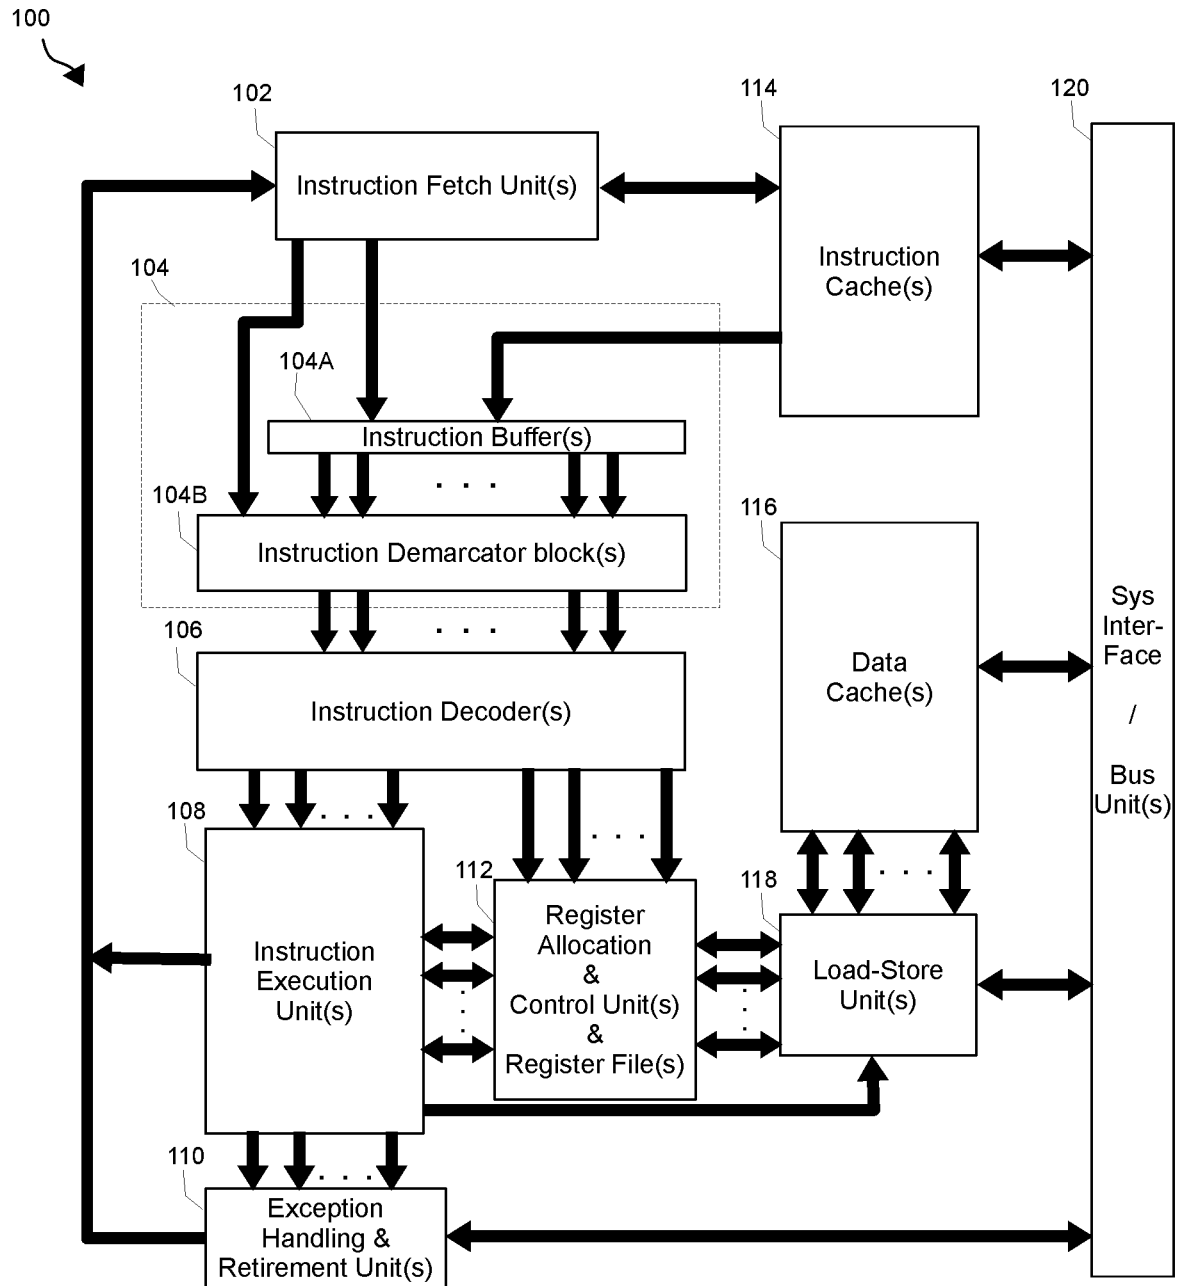 100
102
114
120
Instruction Fetch Unit(s)
Instruction
Cache(s)
104
104A
Instruction Buffer(s)
. . .
104B
Instruction Demarcator block(s)
116
. . .
106
Instruction Decoder(s)
Data
Cache(s)
Sys
Inter-
Face
/
Bus
Unit(s)
108
. . .
. . .
112
118
. . .
Instruction
Execution
Unit(s)
Register
Allocation
&
Control Unit(s)
&
Register File(s)
Load-Store
Unit(s)
110
. . .
Exception
Handling &
Retirement Unit(s)